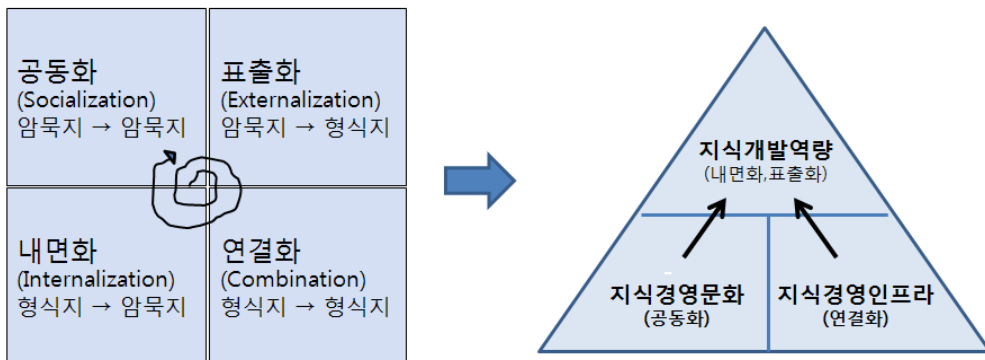 공동화
(Socialization)
암묵지 → 암묵지
표출화
(Externalization)
암묵지 → 형식지
내면화
(Internalization)
형식지 → 암묵지
연결화
(Combination)
형식지 → 형식지
지식개발역량
(내면화,표출화)
지식경영문화
(공동화)
지식경영인프라
(연결화)